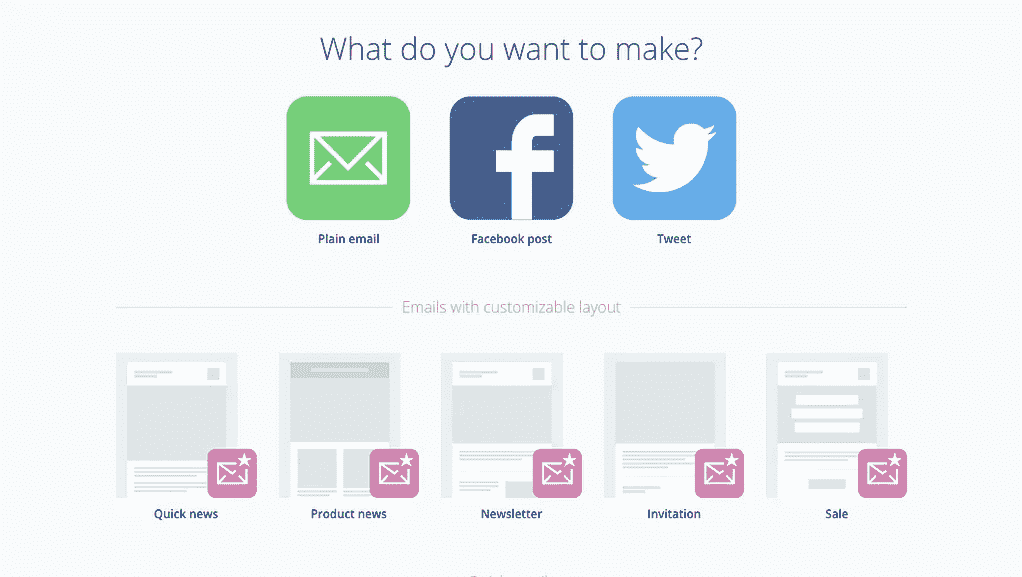 What do you want to make?
Plain email
Facebook post
Tweet
Emails with customizable layout
Quick news
Product news
Newsletter
Invitation
Sale